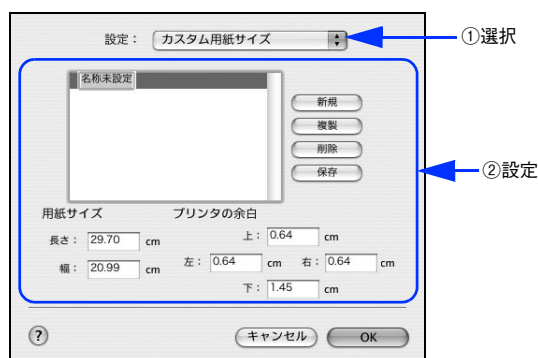 設定： カスタム用紙サイズ ①選択
名称未設定
新規
複製
削除
保存
②設定
用紙サイズ プリンタの余白
長さ： 29.70 cm 上： 0.64 cm
左： 0.64 cm 右： 0.64 cm
幅： 20.99 cm
下： 1.45 cm
? キャンセル OK